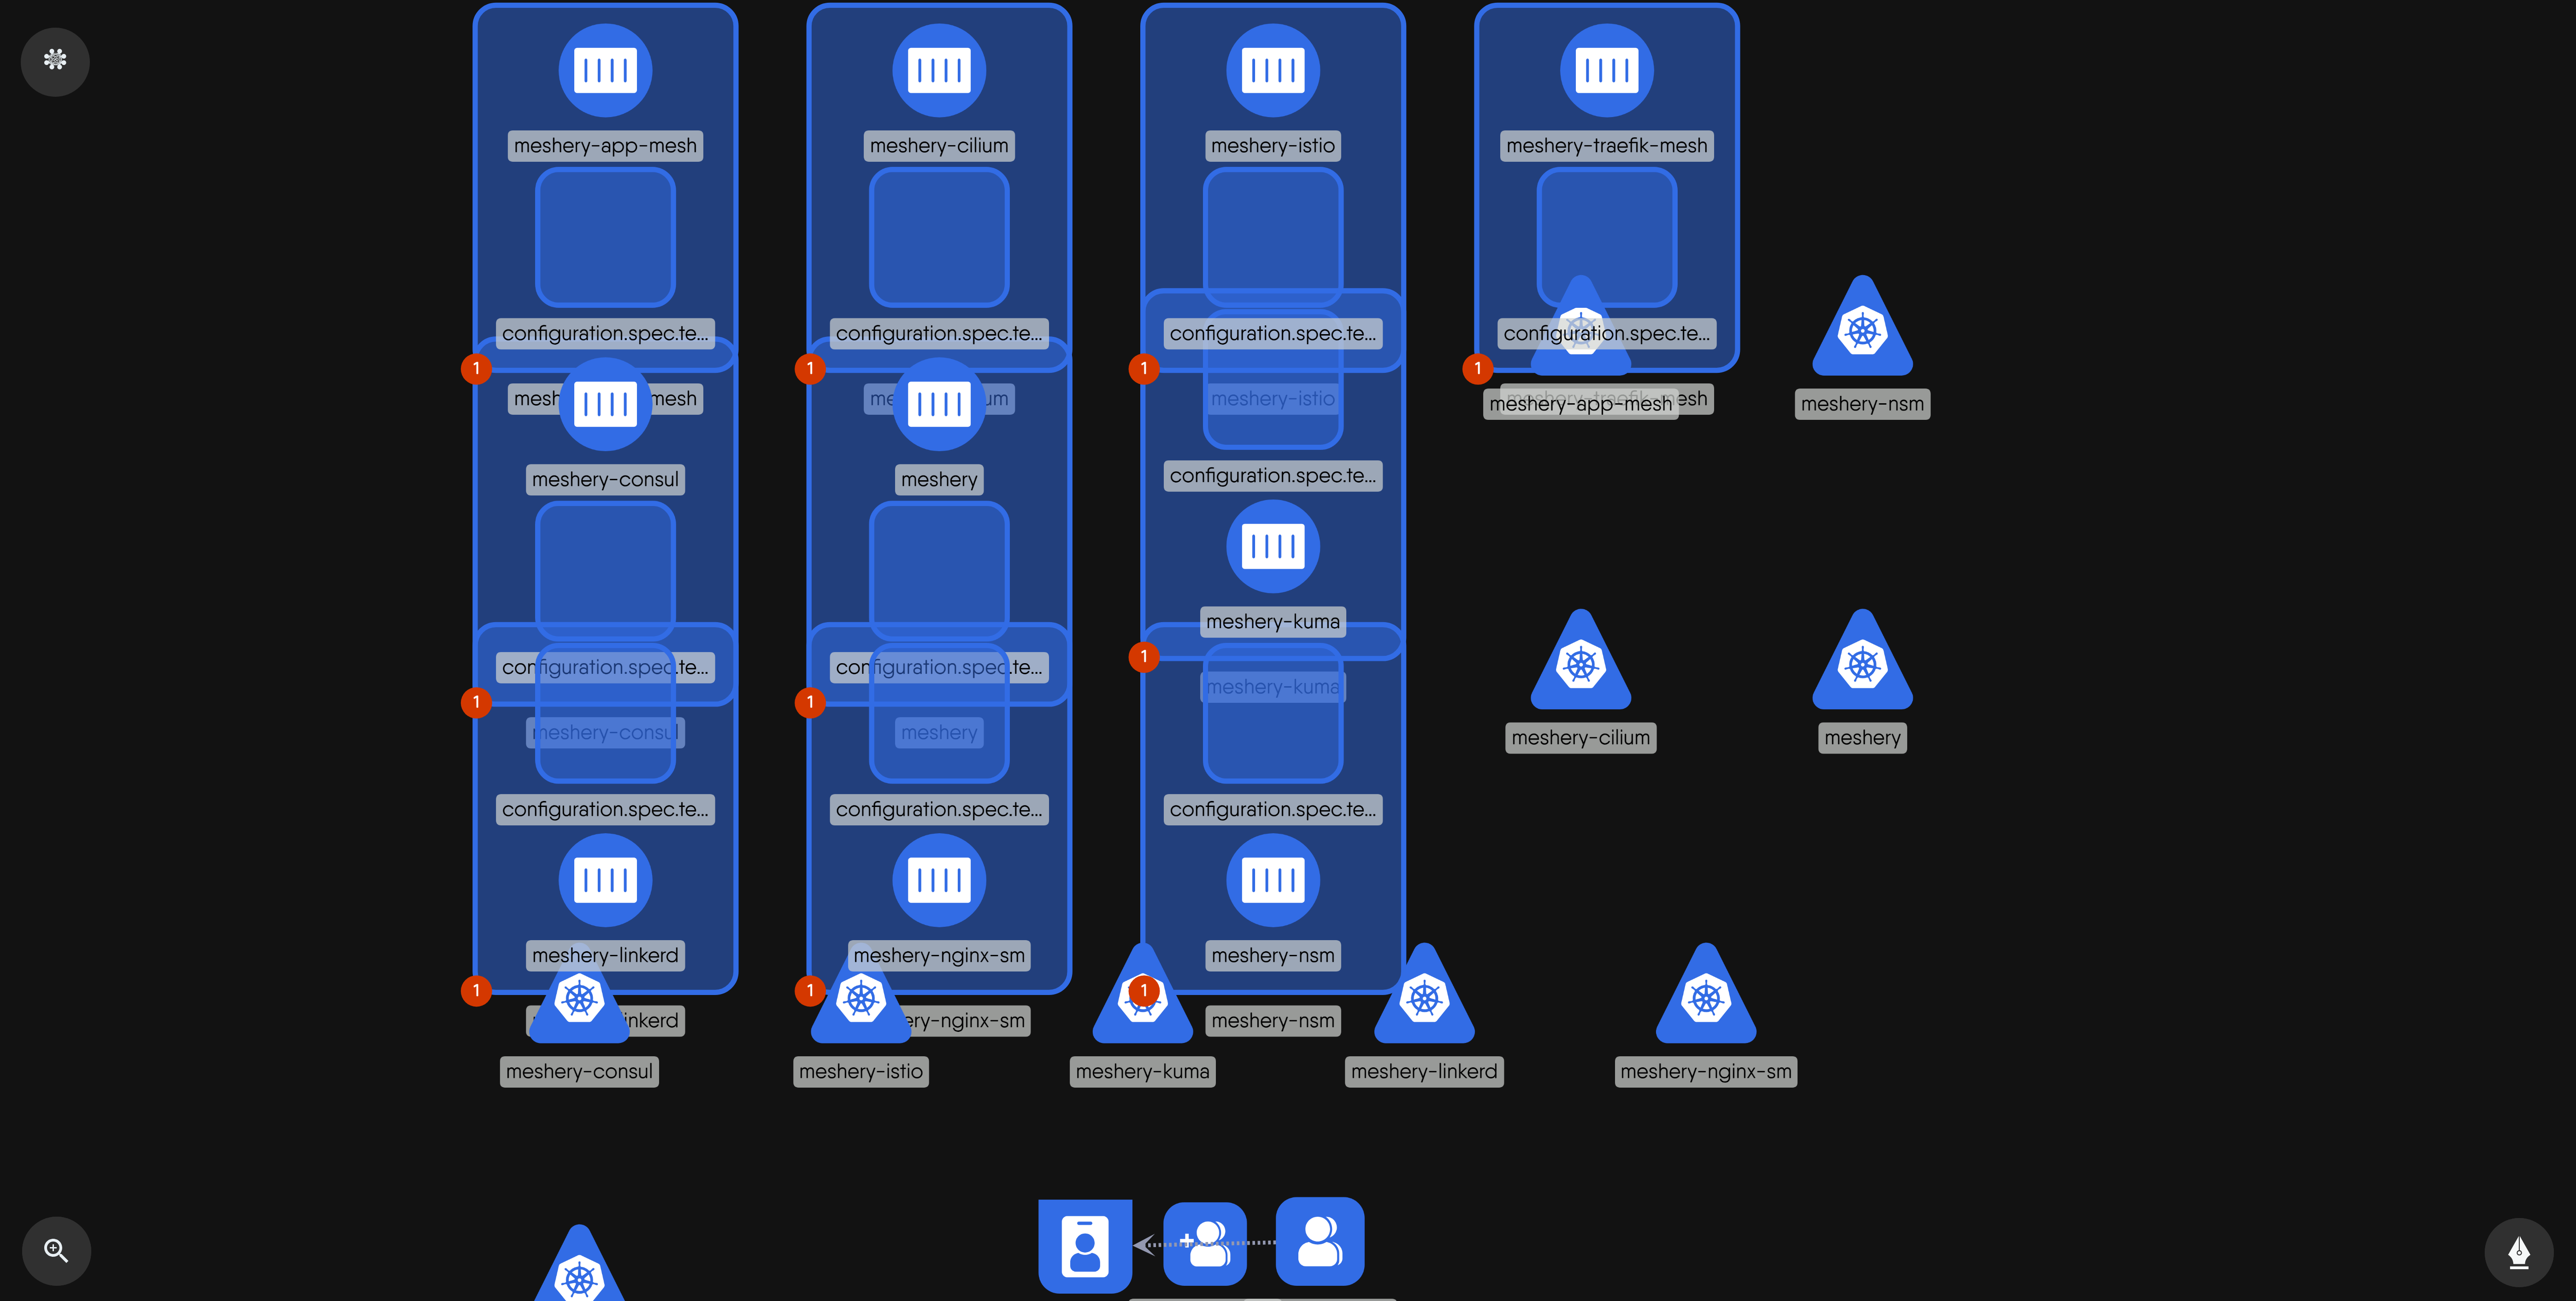 meshery-app-mesh
meshery-cilium
meshery-istio
meshery-traefik-mesh
configuration.spec.te...
configuration.spec.te...
configuration.spec.te...
configuration.spec.te...
1
1
1
1
mesh
mesh
me
um
meshery-istio
meshery-app-mesh
esh
meshery-nsm
meshery-consul
meshery
configuration.spec.te...
meshery-kuma
configuration.spec.te...
configuration.spec.te...
1
meshery-kuma
1
1
meshery-consul
meshery
meshery-cilium
meshery
configuration.spec.te...
configuration.spec.te...
configuration.spec.te...
meshery-linkerd
meshery-nginx-sm
meshery-nsm
1
1
1
inkerd
ery-nginx-sm
meshery-nsm
meshery-consul
meshery-istio
meshery-kuma
meshery-linkerd
meshery-nginx-sm